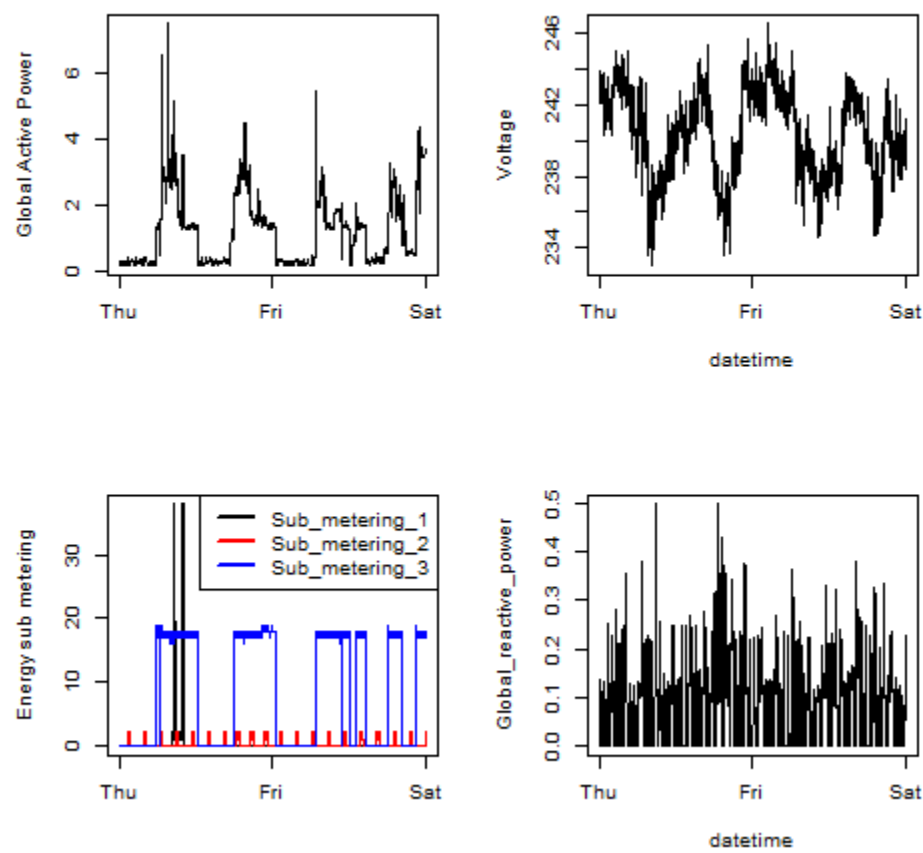 Global Active Power
0 2 4 6
Thu Fri Sat
Voltage
234 238 242 246
Thu Fri Sat
datetime
Energy sub metering
0 10 20 30
Sub_metering_1
Sub_metering_2
Sub_metering_3
Thu Fri Sat
Global_reactive_power
0.0 0.1 0.2 0.3 0.4 0.5
Thu Fri Sat
datetime